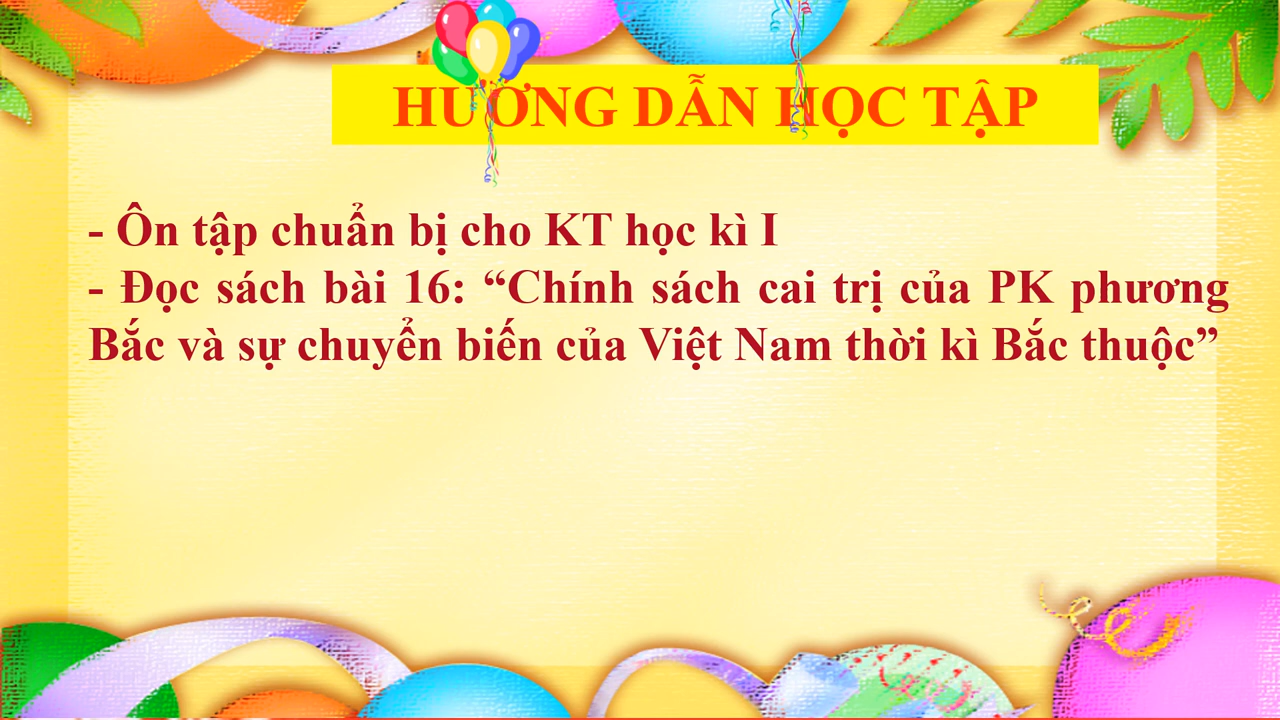 HƯỚNG DẪN HỌC TẬP
- Ôn tập chuẩn bị cho KT học kì I
- Đọc sách bài 16: “Chính sách cai trị của PK phương
Bắc và sự chuyển biến của Việt Nam thời kì Bắc thuộc”